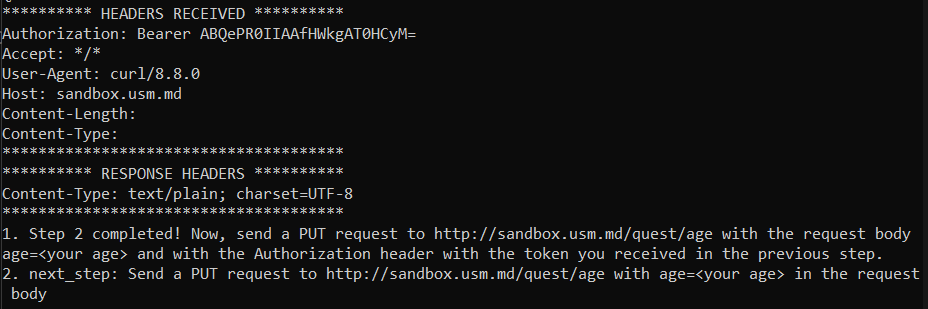 ********** HEADERS RECEIVED **********
Authorization: Bearer ABQePR0IIAAfHWkgAT0HCyM=
Accept: */*
User-Agent: curl/8.8.0
Host: sandbox.usm.md
Content-Length:
Content-Type:
**************************************
********** RESPONSE HEADERS **********
Content-Type: text/plain; charset=UTF-8
**************************************
1. Step 2 completed! Now, send a PUT request to http://sandbox.usm.md/quest/age with the request body
age=<your age> and with the Authorization header with the token you received in the previous step.
2. next_step: Send a PUT request to http://sandbox.usm.md/quest/age with age=<your age> in the request
body